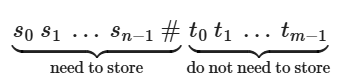 s₀ s₁ … sₙ₋₁ # t₀ t₁ … tₘ₋₁
need to store do not need to store